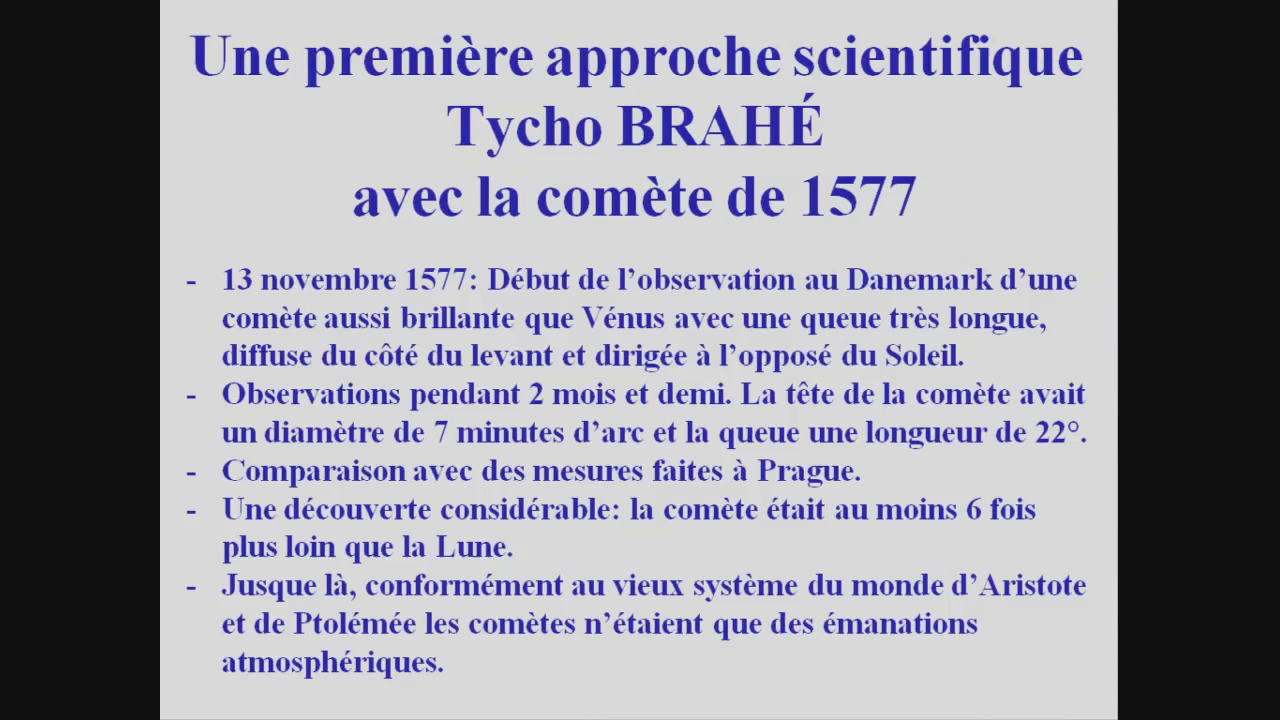 Une première approche scientifique
Tycho BRAHÉ
avec la comète de 1577
- 13 novembre 1577: Début de l’observation au Danemark d’une
comète aussi brillante que Vénus avec une queue très longue,
diffuse du côté du levant et dirigée à l’opposé du Soleil.
- Observations pendant 2 mois et demi. La tête de la comète avait
un diamètre de 7 minutes d’arc et la queue une longueur de 22°.
- Comparaison avec des mesures faites à Prague.
- Une découverte considérable: la comète était au moins 6 fois
plus loin que la Lune.
- Jusque là, conformément au vieux système du monde d’Aristote
et de Ptolémée les comètes n’étaient que des émanations
atmosphériques.